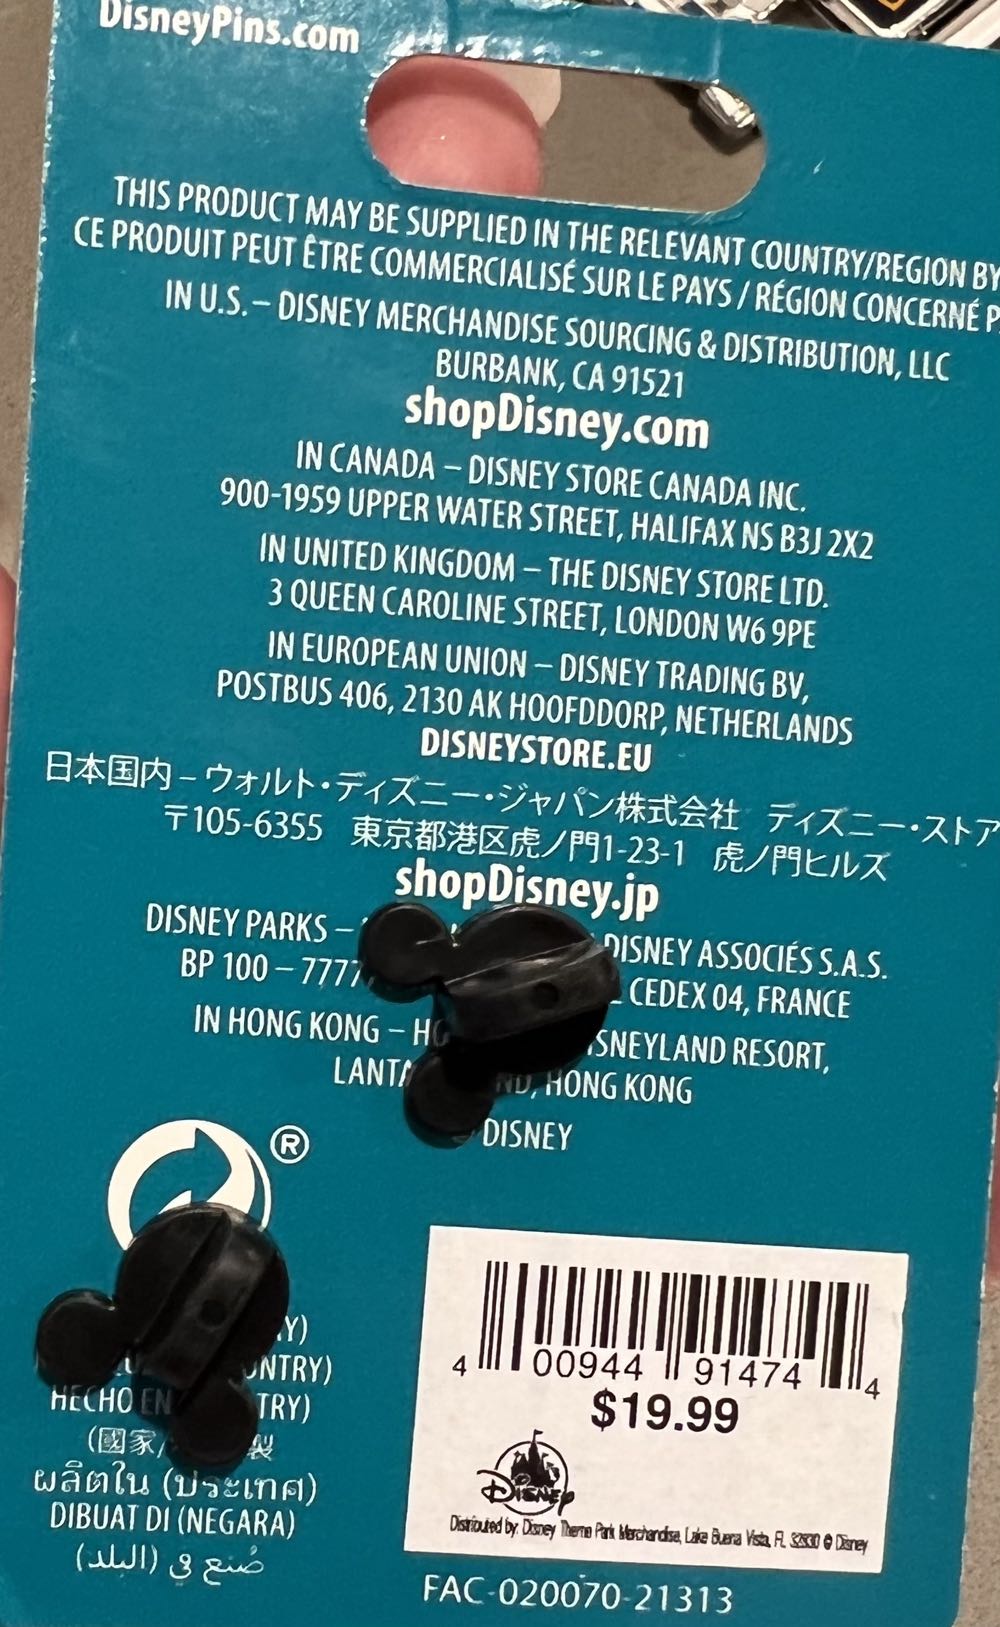 DisneyPins.com
THIS PRODUCT MAY BE SUPPLIED IN THE RELEVANT COUNTRY/REGION BY
CE PRODUIT PEUT ÊTRE COMMERCIALISÉ SUR LE PAYS / RÉGION CONCERNÉ P
IN U.S. – DISNEY MERCHANDISE SOURCING & DISTRIBUTION, LLC
BURBANK, CA 91521
shopDisney.com
IN CANADA – DISNEY STORE CANADA INC.
900-1959 UPPER WATER STREET, HALIFAX NS B3J 2X2
IN UNITED KINGDOM – THE DISNEY STORE LTD.
3 QUEEN CAROLINE STREET, LONDON W6 9PE
IN EUROPEAN UNION – DISNEY TRADING BV,
POSTBUS 406, 2130 AK HOOFDDORP, NETHERLANDS
DISNEYSTORE.EU
日本国内 – ウォルト・ディズニー・ジャパン株式会社 ディズニー・ストア
〒105-6355 東京都港区虎ノ門1-23-1 虎ノ門ヒルズ
shopDisney.jp
DISNEY PARKS – DISNEY ASSOCIÉS S.A.S.
BP 100 – 7777 CEDEX 04, FRANCE
IN HONG KONG – HO ISNEYLAND RESORT,
LANTA ND, HONG KONG
DISNEY
®
Y)
UNTRY)
HECHO EN TRY)
(國家/ 製
ผลิตใน (ประเทศ)
DIBUAT DI (NEGARA)
صُنع في (البلد)
4 00944 91474 4
$19.99
DISNEY
Distributed by: Disney Theme Park Merchandise, Lake Buena Vista, FL 32830 © Disney
FAC-020070-21313